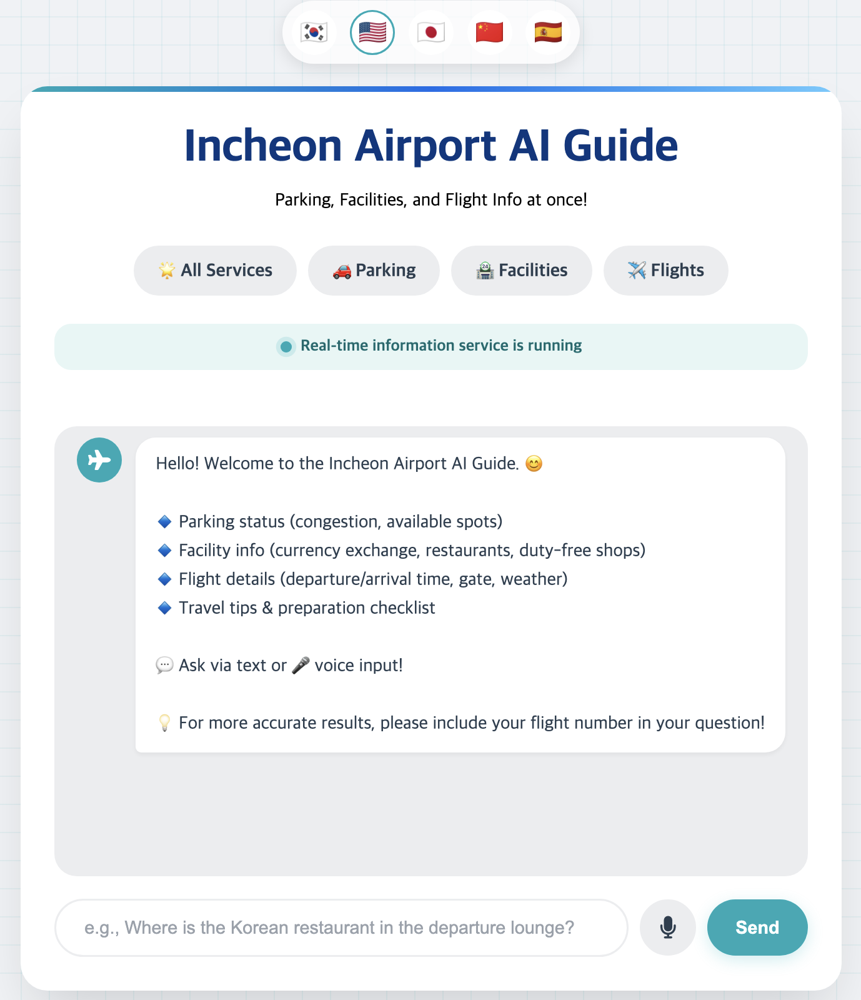 Incheon Airport AI Guide
Parking, Facilities, and Flight Info at once!
🌟 All Services
🚗 Parking
🏪 Facilities
✈️ Flights
Real-time information service is running
Hello! Welcome to the Incheon Airport AI Guide. 😊
🔹 Parking status (congestion, available spots)
🔹 Facility info (currency exchange, restaurants, duty-free shops)
🔹 Flight details (departure/arrival time, gate, weather)
🔹 Travel tips & preparation checklist
💬 Ask via text or 🎤 voice input!
💡 For more accurate results, please include your flight number in your question!
e.g., Where is the Korean restaurant in the departure lounge?
Send